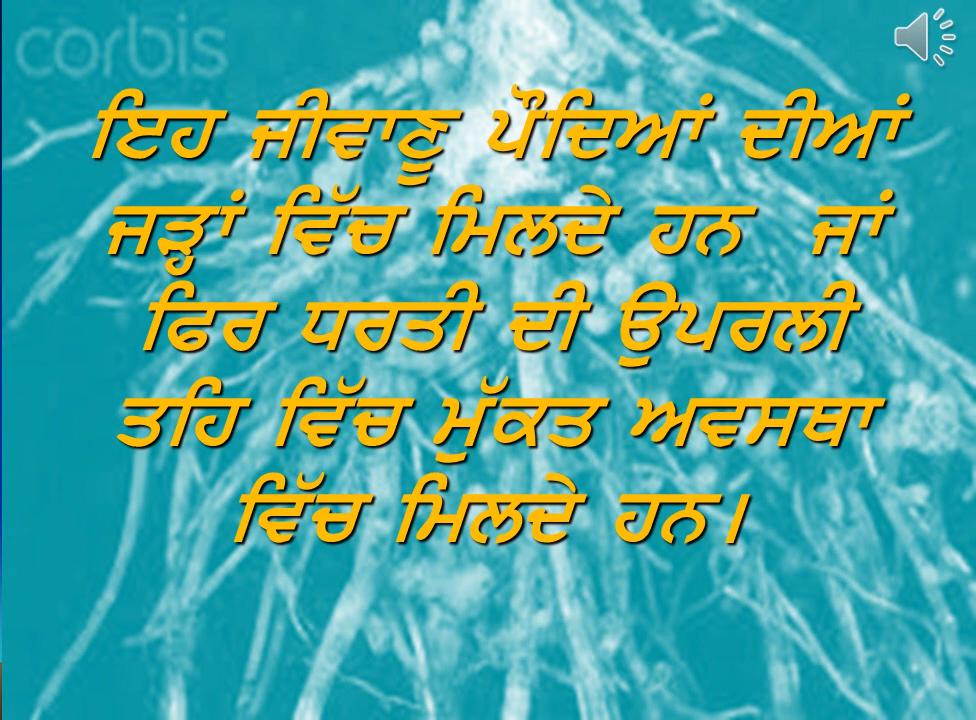 corbis
ਇਹ ਜੀਵਾਣੂ ਪੌਦਿਆਂ ਦੀਆਂ
ਜੜ੍ਹਾਂ ਵਿੱਚ ਮਿਲਦੇ ਹਨ ਜਾਂ
ਫਿਰ ਧਰਤੀ ਦੀ ਉਪਰਲੀ
ਤਹਿ ਵਿੱਚ ਮੁੱਕਤ ਅਵਸਥਾ
ਵਿੱਚ ਮਿਲਦੇ ਹਨ।